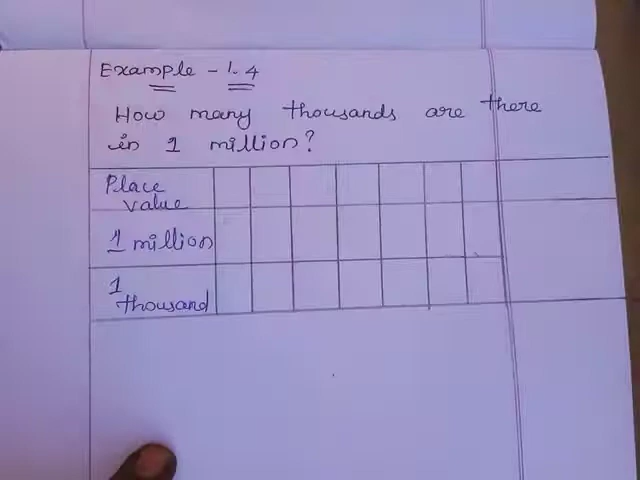 Example - 1.4
How many thousands are there
in 1 million?
Place
value
1 million
1
thousand